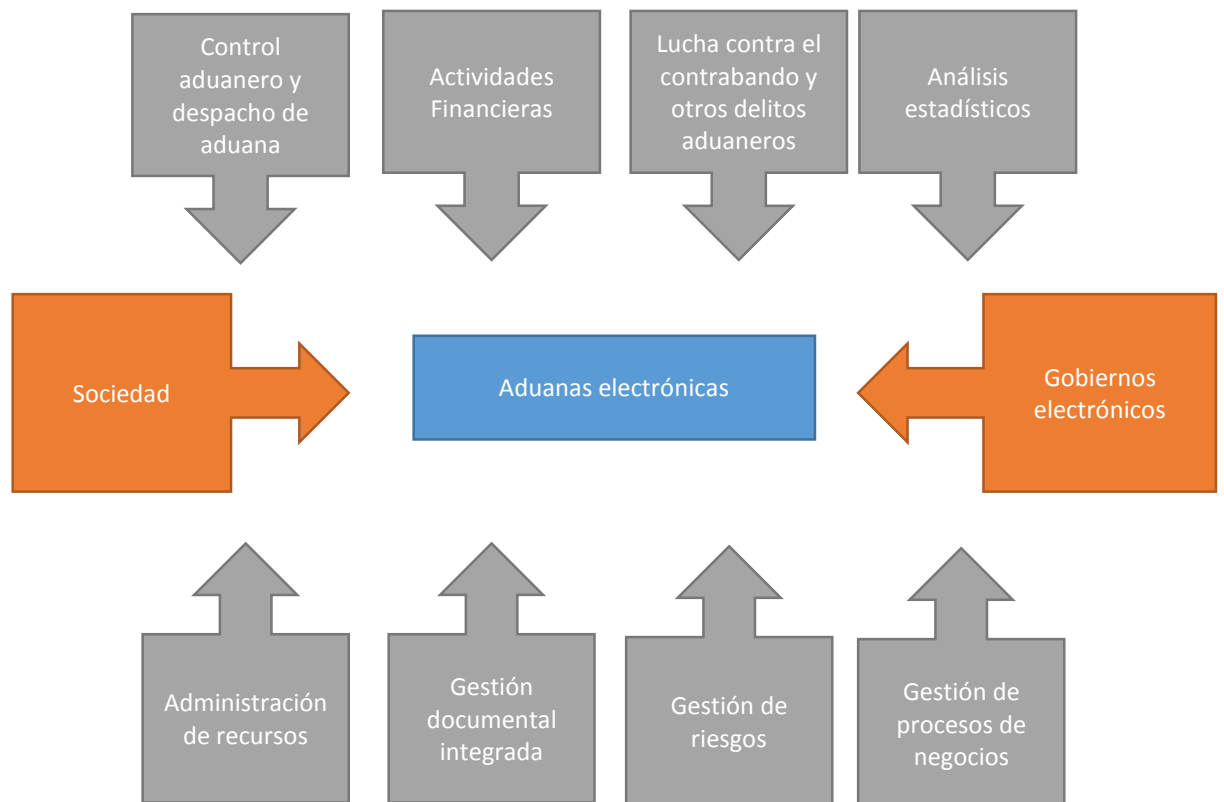 Control
aduanero y
despacho de
aduana
Actividades
Financieras
Lucha contra el
contrabando y
otros delitos
aduaneros
Análisis
estadísticos
Sociedad
Aduanas electrónicas
Gobiernos
electrónicos
Administración
de recursos
Gestión
documental
integrada
Gestión de
riesgos
Gestión de
procesos de
negocios